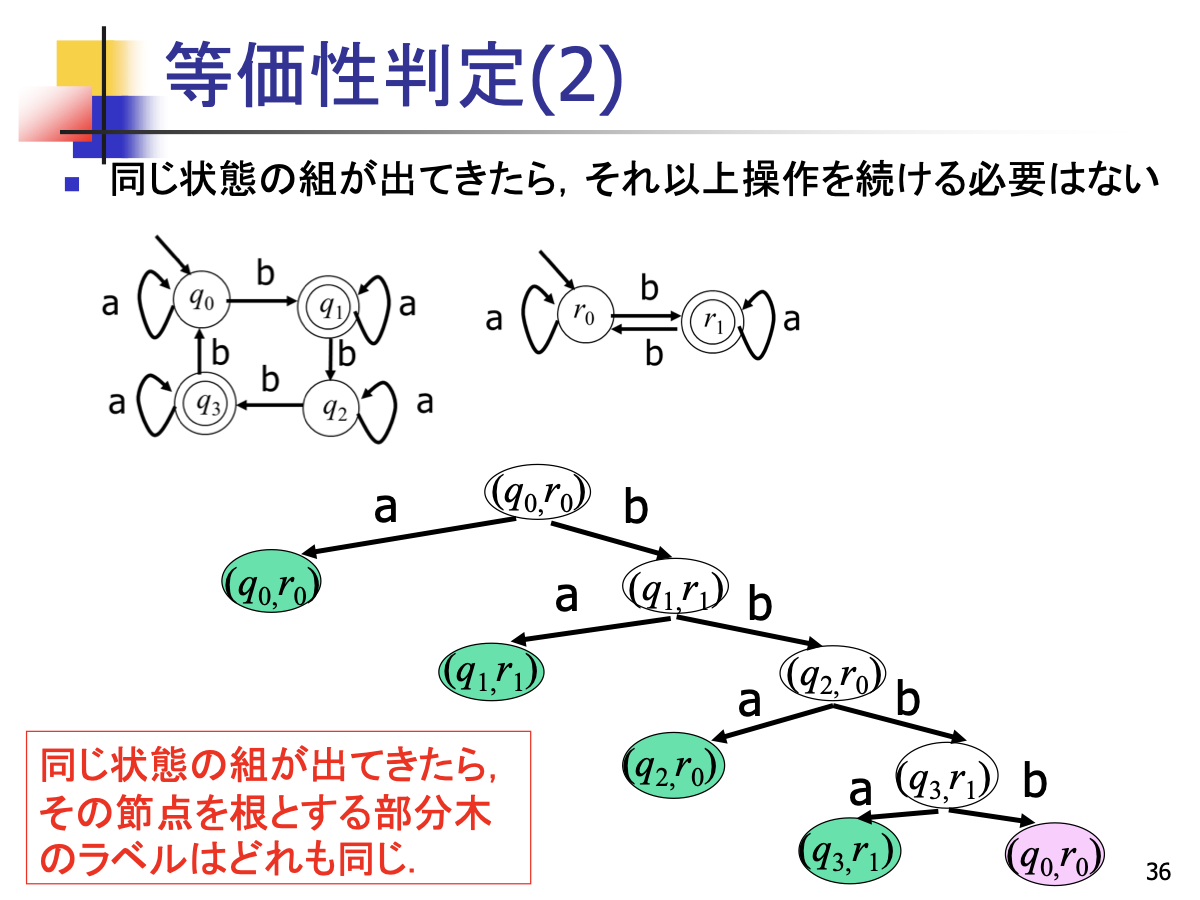 等価性判定(2)
同じ状態の組が出てきたら，それ以上操作を続ける必要はない
b
a q0 q1 a
b b
b
a q3 q2 a
b
a r0 r1 a
b
(q0,r0)
a b
(q0,r0) (q1,r1)
a b
(q1,r1) (q2,r0)
a b
(q2,r0) (q3,r1)
a b
(q3,r1) (q0,r0)
同じ状態の組が出てきたら，
その節点を根とする部分木
のラベルはどれも同じ．
36